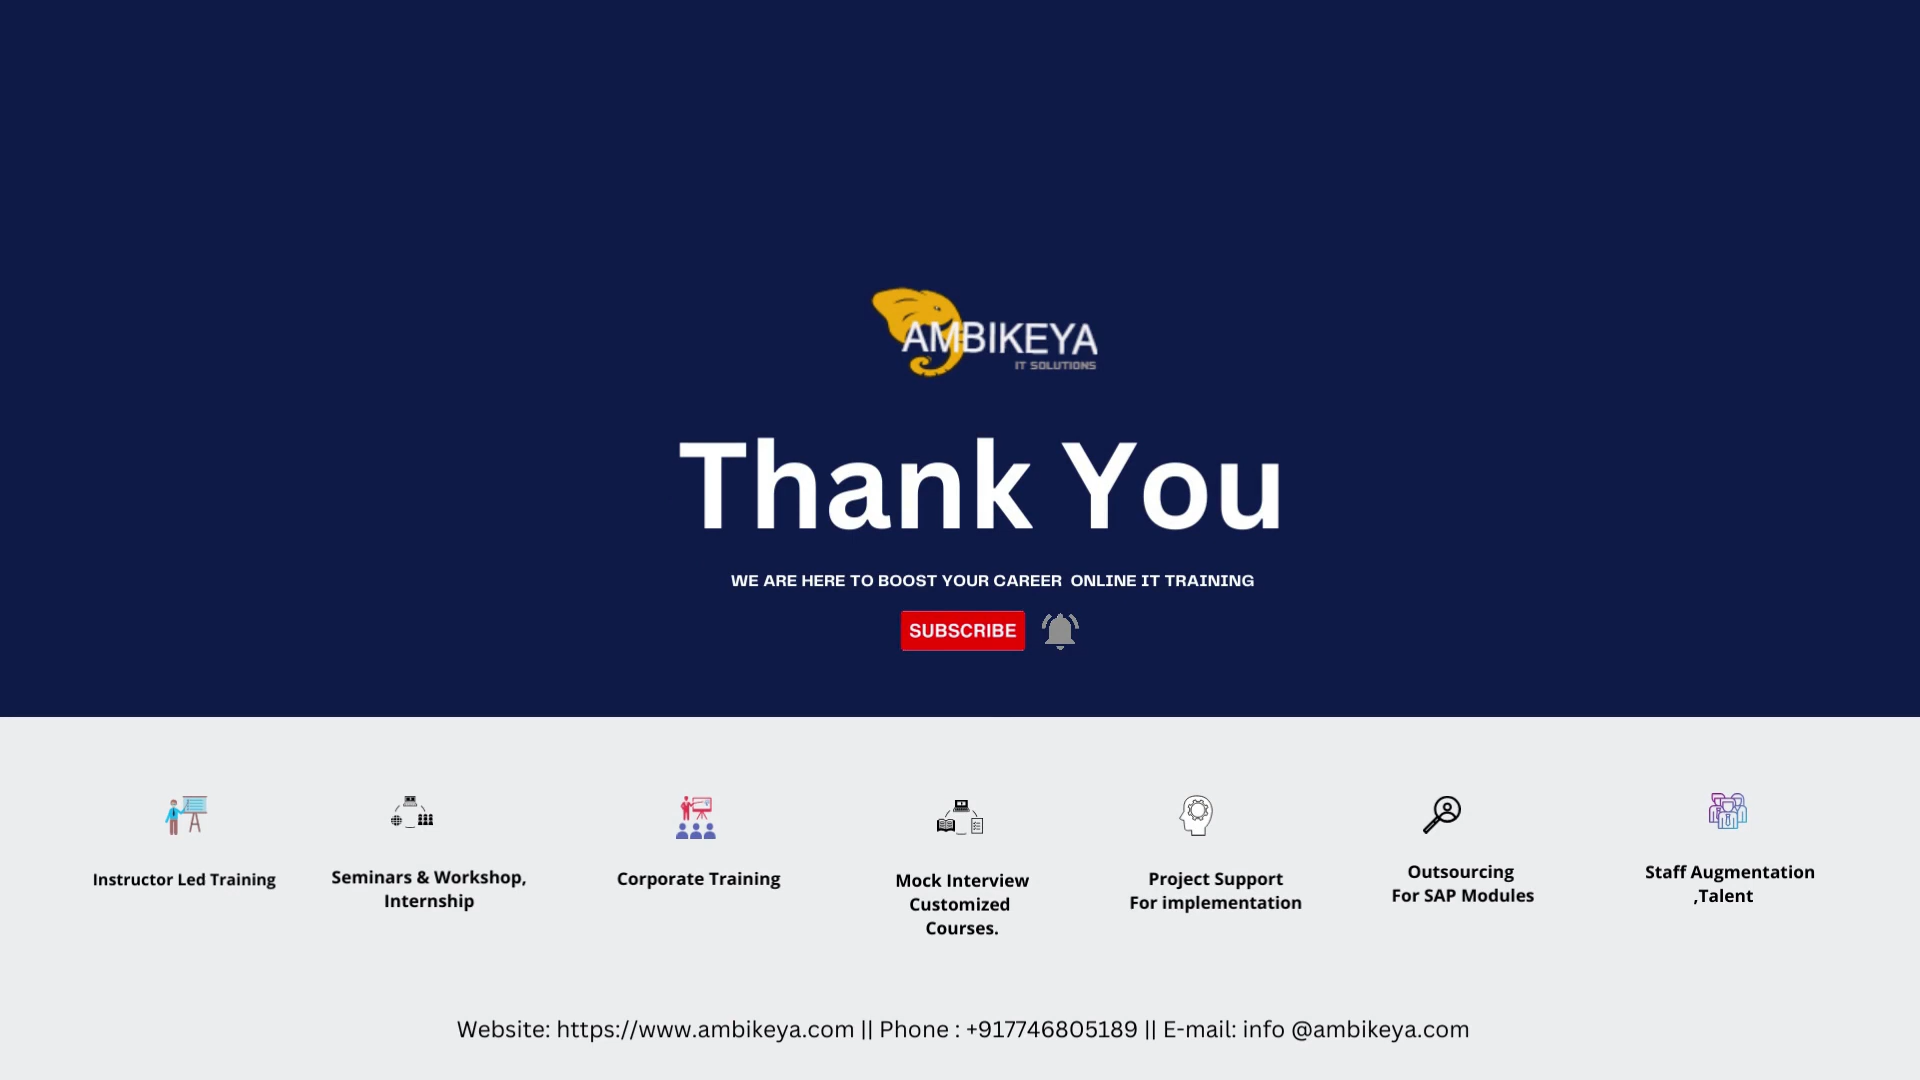 AMBIKEYA
IT SOLUTIONS
Thank You
WE ARE HERE TO BOOST YOUR CAREER ONLINE IT TRAINING
SUBSCRIBE
Instructor Led Training
Seminars & Workshop,
Internship
Corporate Training
Mock Interview
Customized
Courses.
Project Support
For implementation
Outsourcing
For SAP Modules
Staff Augmentation
,Talent
Website: https://www.ambikeya.com || Phone : +917746805189 || E-mail: info @ambikeya.com